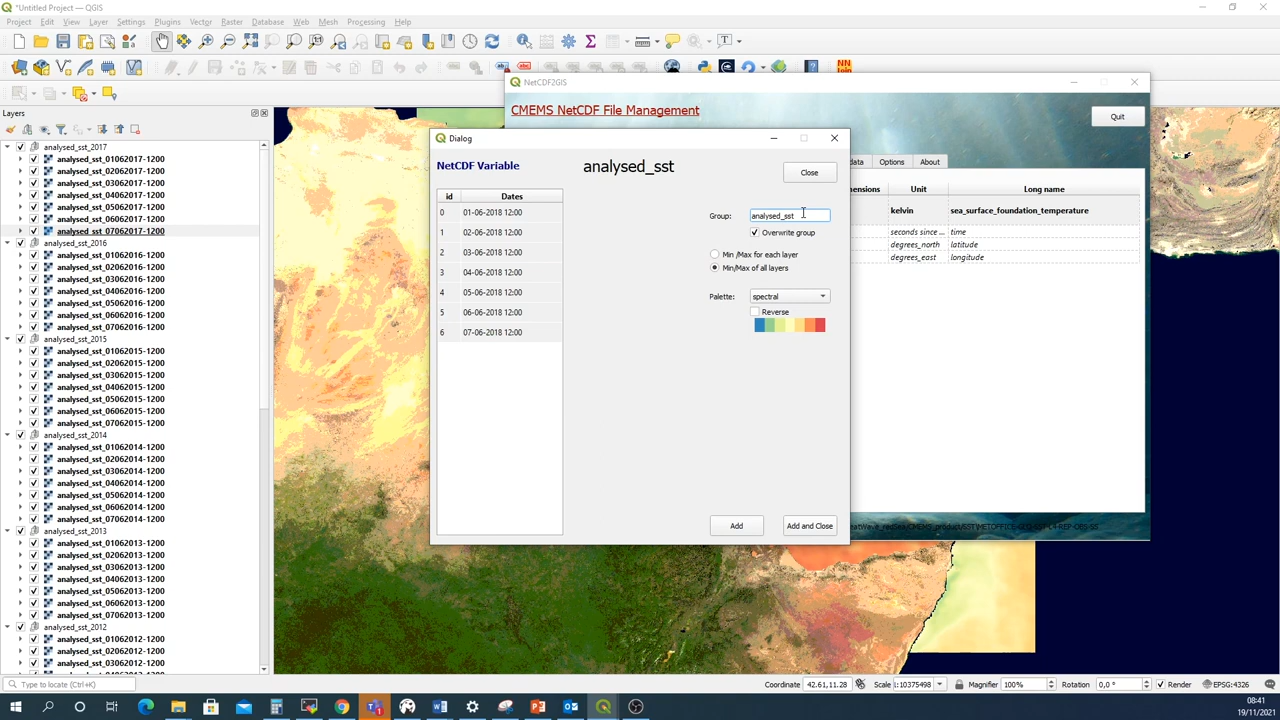 *Untitled Project — QGIS
Project Edit View Layer Settings Plugins Vector Raster Database Web Mesh Processing Help
Layers
analysed_sst_2017
analysed_sst_01062017-1200
analysed_sst_02062017-1200
analysed_sst_03062017-1200
analysed_sst_04062017-1200
analysed_sst_05062017-1200
analysed_sst_06062017-1200
analysed_sst_07062017-1200
analysed_sst_2016
analysed_sst_01062016-1200
analysed_sst_02062016-1200
analysed_sst_03062016-1200
analysed_sst_04062016-1200
analysed_sst_05062016-1200
analysed_sst_06062016-1200
analysed_sst_07062016-1200
analysed_sst_2015
analysed_sst_01062015-1200
analysed_sst_02062015-1200
analysed_sst_03062015-1200
analysed_sst_04062015-1200
analysed_sst_05062015-1200
analysed_sst_06062015-1200
analysed_sst_07062015-1200
analysed_sst_2014
analysed_sst_01062014-1200
analysed_sst_02062014-1200
analysed_sst_03062014-1200
analysed_sst_04062014-1200
analysed_sst_05062014-1200
analysed_sst_06062014-1200
analysed_sst_07062014-1200
analysed_sst_2013
analysed_sst_01062013-1200
analysed_sst_02062013-1200
analysed_sst_03062013-1200
analysed_sst_04062013-1200
analysed_sst_05062013-1200
analysed_sst_06062013-1200
analysed_sst_07062013-1200
analysed_sst_2012
analysed_sst_01062012-1200
analysed_sst_02062012-1200
analysed_sst_03062012-1200
NetCDF2GIS
CMEMS NetCDF File Management
Quit
data Options About
Unit Long name
kelvin sea_surface_foundation_temperature
seconds since ... time
degrees_north latitude
degrees_east longitude
Dialog
NetCDF Variable analysed_sst
Close
id Dates
0 01-06-2018 12:00
02-06-2018 12:00
2 03-06-2018 12:00
3 04-06-2018 12:00
4 05-06-2018 12:00
5 06-06-2018 12:00
6 07-06-2018 12:00
Group: analysed_sst
Overwrite group
Min /Max for each layer
Min/Max of all layers
Palette: spectral
Reverse
Add Add and Close
Type to locate (Ctrl+K)
Coordinate 42.61,11.28 Scale 1:10375498 Magnifier 100% Rotation 0,0 ° Render EPSG:4326
08:41
19/11/2021